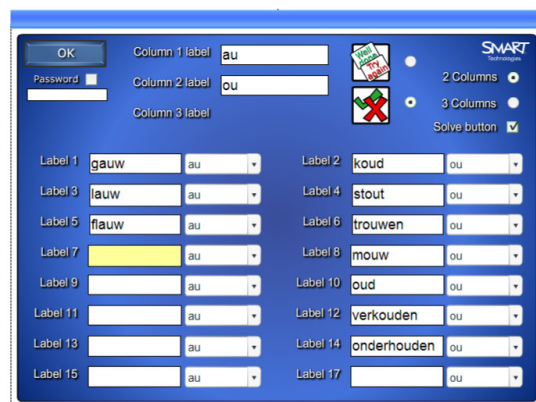 OK
Column 1 label au
Well done Try again
SMART
Technologies
Password
Column 2 label ou
2 Columns
Column 3 label
3 Columns
Solve button
Label 1 gauw au Label 2 koud ou
Label 3 lauw au Label 4 stout ou
Label 5 flauw au Label 6 trouwen ou
Label 7 au Label 8 mouw ou
Label 9 au Label 10 oud ou
Label 11 au Label 12 verkouden ou
Label 13 au Label 14 onderhouden ou
Label 15 au Label 17 ou